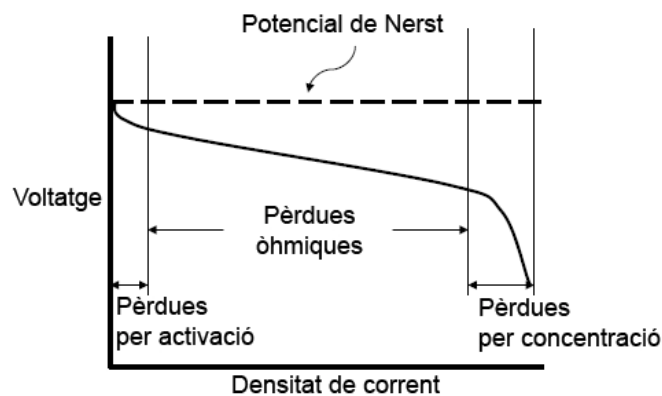 Potencial de Nerst
Voltatge
Pèrdues
òhmiques
Pèrdues
per activació
Pèrdues
per concentració
Densitat de corrent